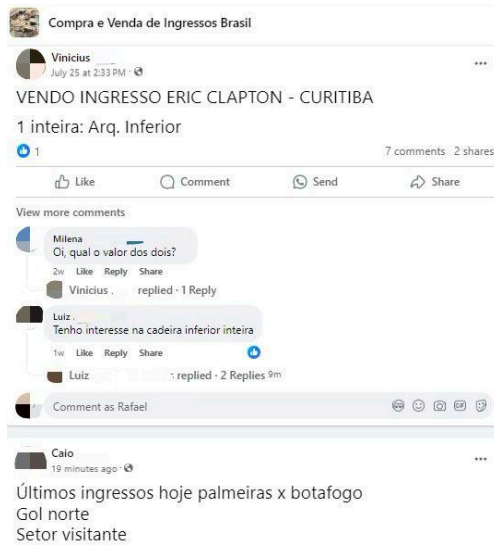 Compra e Venda de Ingressos Brasil
Vinicius
July 25 at 2:33 PM ·
VENDO INGRESSO ERIC CLAPTON - CURITIBA
1 inteira: Arq. Inferior
1
7 comments 2 shares
Like Comment Send Share
View more comments
Milena
Oi, qual o valor dos dois?
2w Like Reply Share
Vinicius . replied · 1 Reply
Luiz .
Tenho interesse na cadeira inferior inteira
1w Like Reply Share
Luiz replied · 2 Replies 9m
Comment as Rafael
GIF
Caio
19 minutes ago ·
Últimos ingressos hoje palmeiras x botafogo
Gol norte
Setor visitante